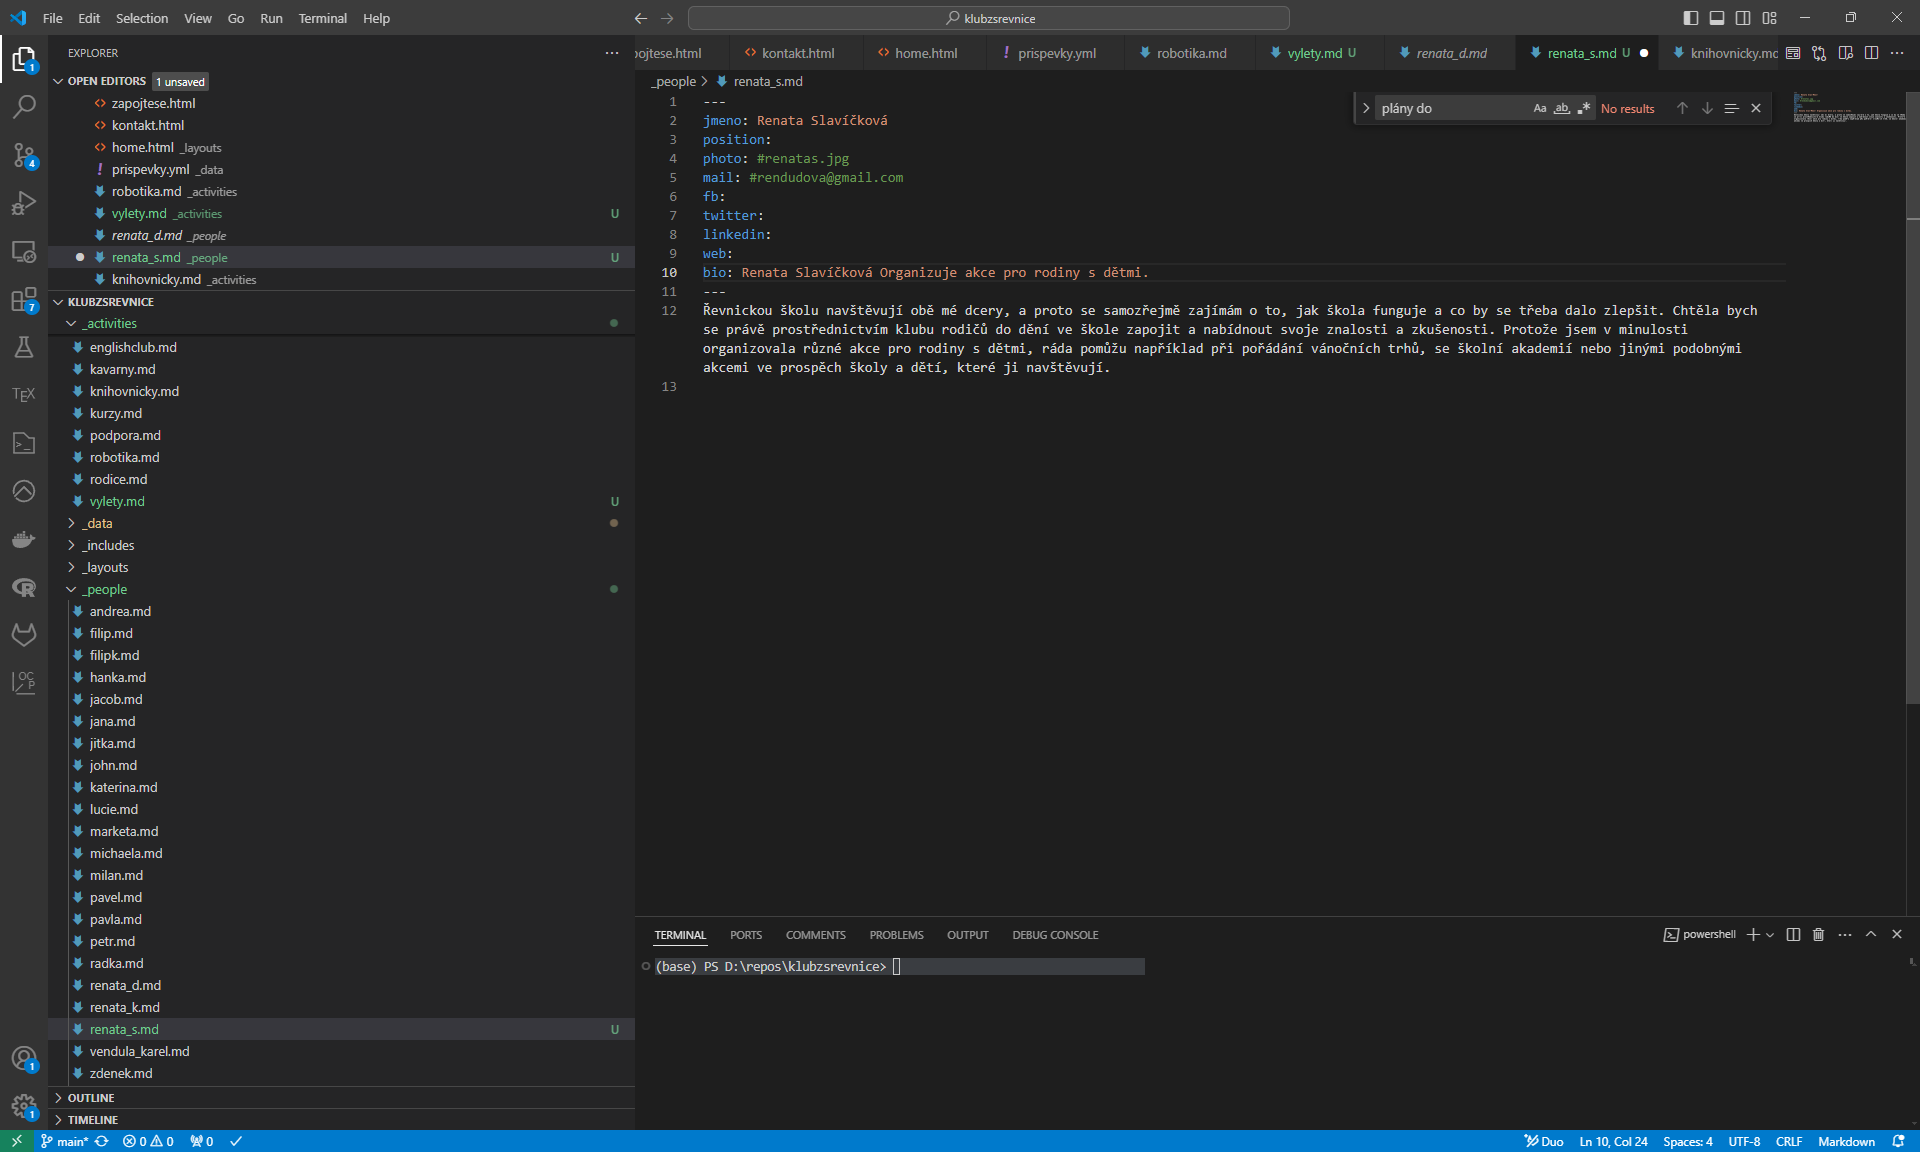 File Edit Selection View Go Run Terminal Help
klubzsrevnice
EXPLORER
OPEN EDITORS 1 unsaved
zapojtese.html
kontakt.html
home.html _layouts
! prispevky.yml _data
robotika.md _activities
vylety.md _activities U
renata_d.md _people
renata_s.md _people U
knihovnicky.md _activities
KLUBZSREVNICE
_activities
englishclub.md
kavarny.md
knihovnicky.md
kurzy.md
podpora.md
robotika.md
rodice.md
vylety.md U
_data
_includes
_layouts
_people
andrea.md
filip.md
filipk.md
hanka.md
jacob.md
jana.md
jitka.md
john.md
katerina.md
lucie.md
marketa.md
michaela.md
milan.md
pavel.md
pavla.md
petr.md
radka.md
renata_d.md
renata_k.md
renata_s.md U
vendula_karel.md
zdenek.md
OUTLINE
TIMELINE
1
4
7
TEX
OC P
1
1
pojtese.html kontakt.html home.html ! prispevky.yml robotika.md vylety.md U renata_d.md renata_s.md U knihovnicky.mc
_people > renata_s.md
plány do Aa ab .* No results
1 ---
2 jmeno: Renata Slavíčková
3 position:
4 photo: #renatas.jpg
5 mail: #rendudova@gmail.com
6 fb:
7 twitter:
8 linkedin:
9 web:
10 bio: Renata Slavíčková Organizuje akce pro rodiny s dětmi.
11 ---
12 Řevnickou školu navštěvují obě mé dcery, a proto se samozřejmě zajímám o to, jak škola funguje a co by se třeba dalo zlepšit. Chtěla bych
se právě prostřednictvím klubu rodičů do dění ve škole zapojit a nabídnout svoje znalosti a zkušenosti. Protože jsem v minulosti
organizovala různé akce pro rodiny s dětmi, ráda pomůžu například při pořádání vánočních trhů, se školní akademií nebo jinými podobnými
akcemi ve prospěch školy a dětí, které ji navštěvují.
13
TERMINAL PORTS COMMENTS PROBLEMS OUTPUT DEBUG CONSOLE
powershell
(base) PS D:\repos\klubzsrevnice>
main* 0 0 0
Duo Ln 10, Col 24 Spaces: 4 UTF-8 CRLF Markdown